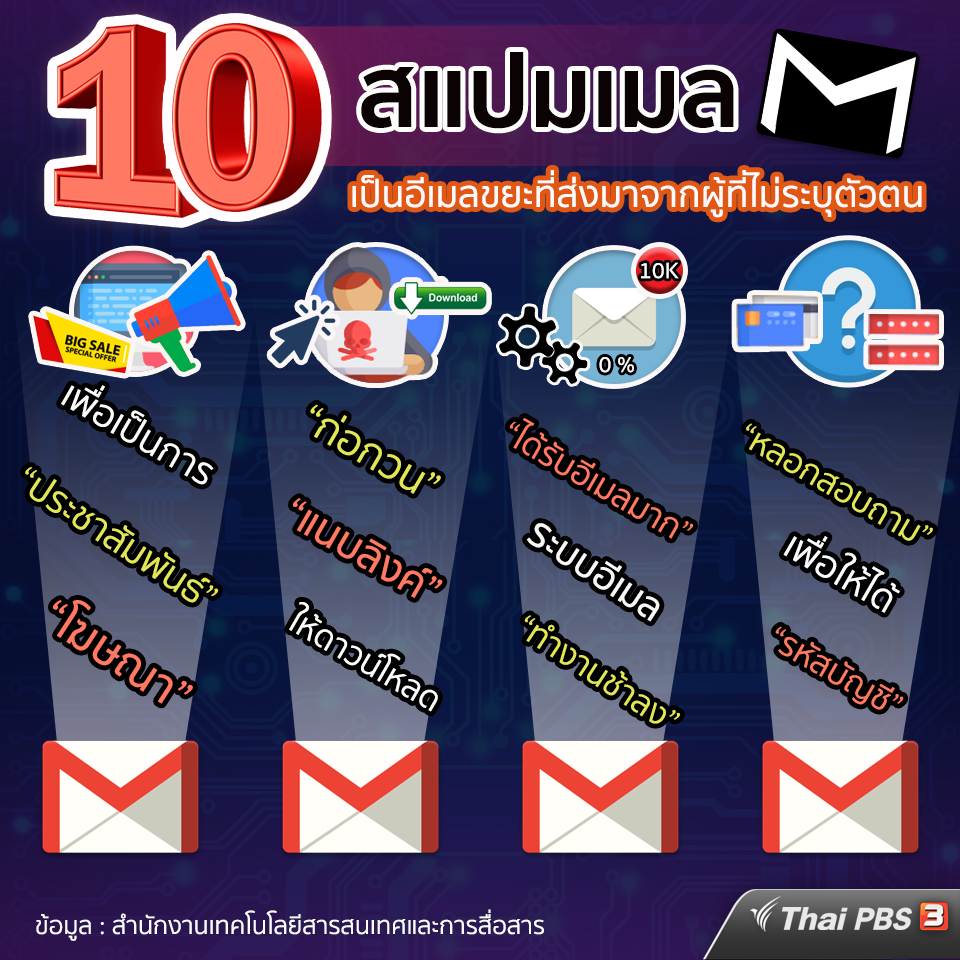 10
สแปมเมล
เป็นอีเมลขยะที่ส่งมาจากผู้ที่ไม่ระบุตัวตน
BIG SALE
SPECIAL OFFER
เพื่อเป็นการ
“ประชาสัมพันธ์”
“โฆษณา”
Download
“ก่อกวน”
“แนบลิงค์”
ให้ดาวน์โหลด
10K
0 %
“ได้รับอีเมลมาก”
ระบบอีเมล
“ทำงานช้าลง”
?
“หลอกสอบถาม”
เพื่อให้ได้
“รหัสบัญชี”
ข้อมูล : สำนักงานเทคโนโลยีสารสนเทศและการสื่อสาร
Thai PBS 3